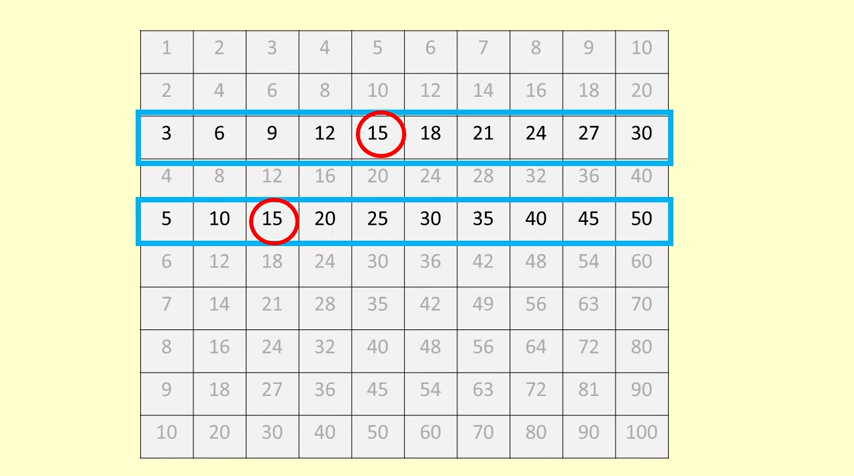 1 2 3 4 5 6 7 8 9 10
2 4 6 8 10 12 14 16 18 20
3 6 9 12 15 18 21 24 27 30
4 8 12 16 20 24 28 32 36 40
5 10 15 20 25 30 35 40 45 50
6 12 18 24 30 36 42 48 54 60
7 14 21 28 35 42 49 56 63 70
8 16 24 32 40 48 56 64 72 80
9 18 27 36 45 54 63 72 81 90
10 20 30 40 50 60 70 80 90 100